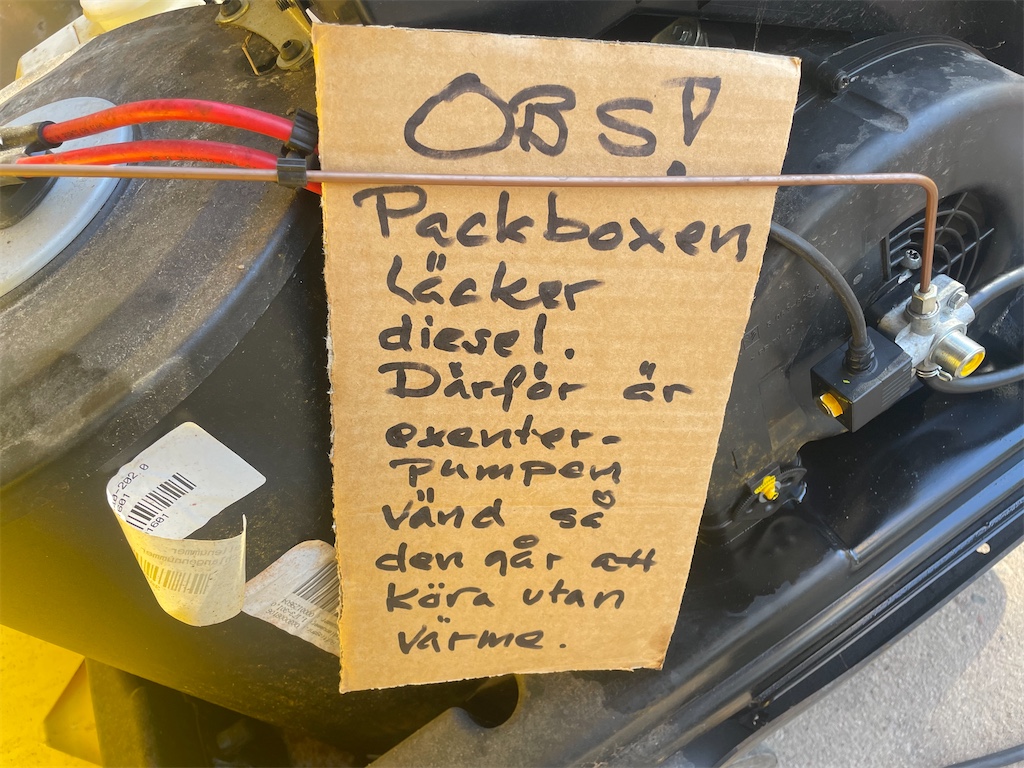 OBS!
Packboxen
läcker
diesel.
Därför är
exenter-
pumpen
vänd så
den går att
köra utan
värme.